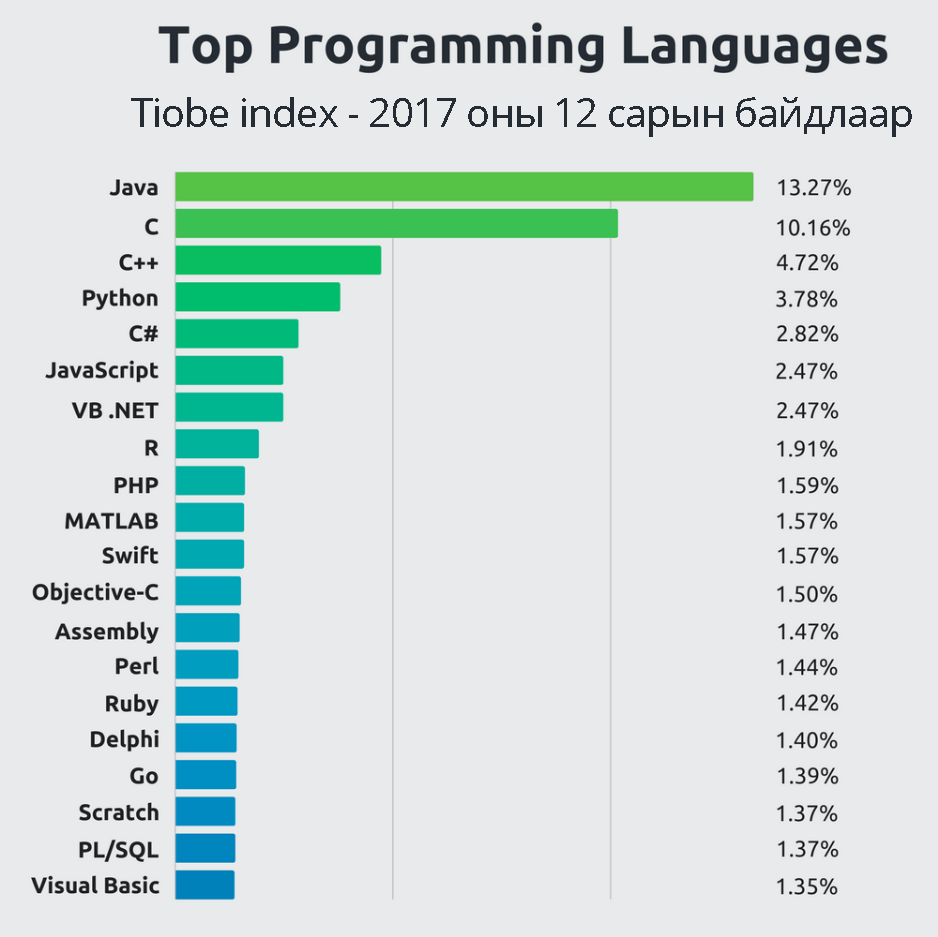 Top Programming Languages
Tiobe index - 2017 оны 12 сарын байдлаар
Java 13.27%
C 10.16%
C++ 4.72%
Python 3.78%
C# 2.82%
JavaScript 2.47%
VB .NET 2.47%
R 1.91%
PHP 1.59%
MATLAB 1.57%
Swift 1.57%
Objective-C 1.50%
Assembly 1.47%
Perl 1.44%
Ruby 1.42%
Delphi 1.40%
Go 1.39%
Scratch 1.37%
PL/SQL 1.37%
Visual Basic 1.35%